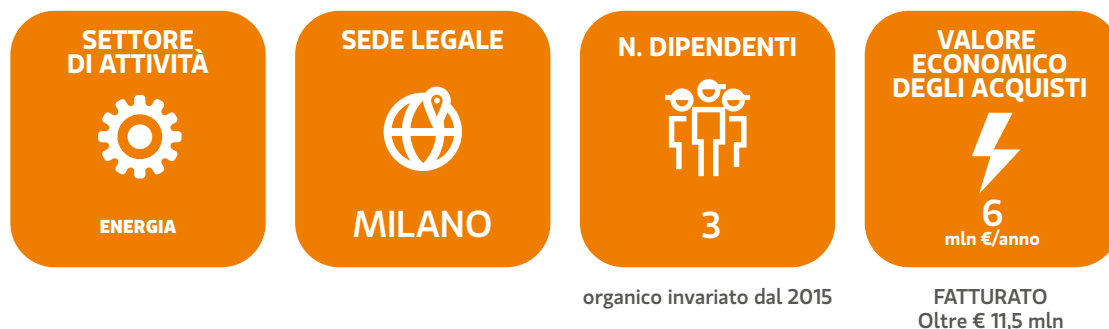 SETTORE
DI ATTIVITÀ
ENERGIA
SEDE LEGALE
MILANO
N. DIPENDENTI
3
organico invariato dal 2015
VALORE
ECONOMICO
DEGLI ACQUISTI
6
mln €/anno
FATTURATO
Oltre € 11,5 mln